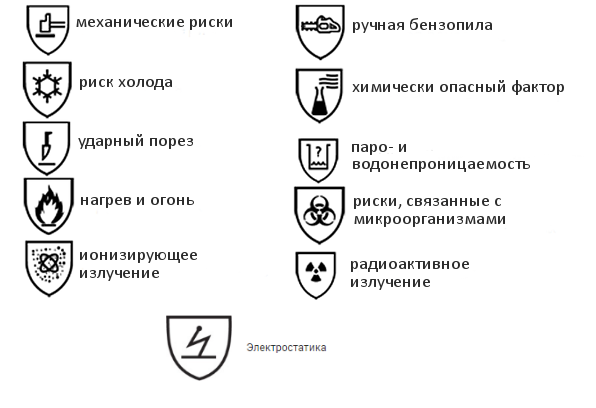 механические риски
риск холода
ударный порез
нагрев и огонь
ионизирующее
излучение
ручная бензопила
химически опасный фактор
?
паро- и
водонепроницаемость
риски, связанные с
микроорганизмами
радиоактивное
излучение
Электростатика